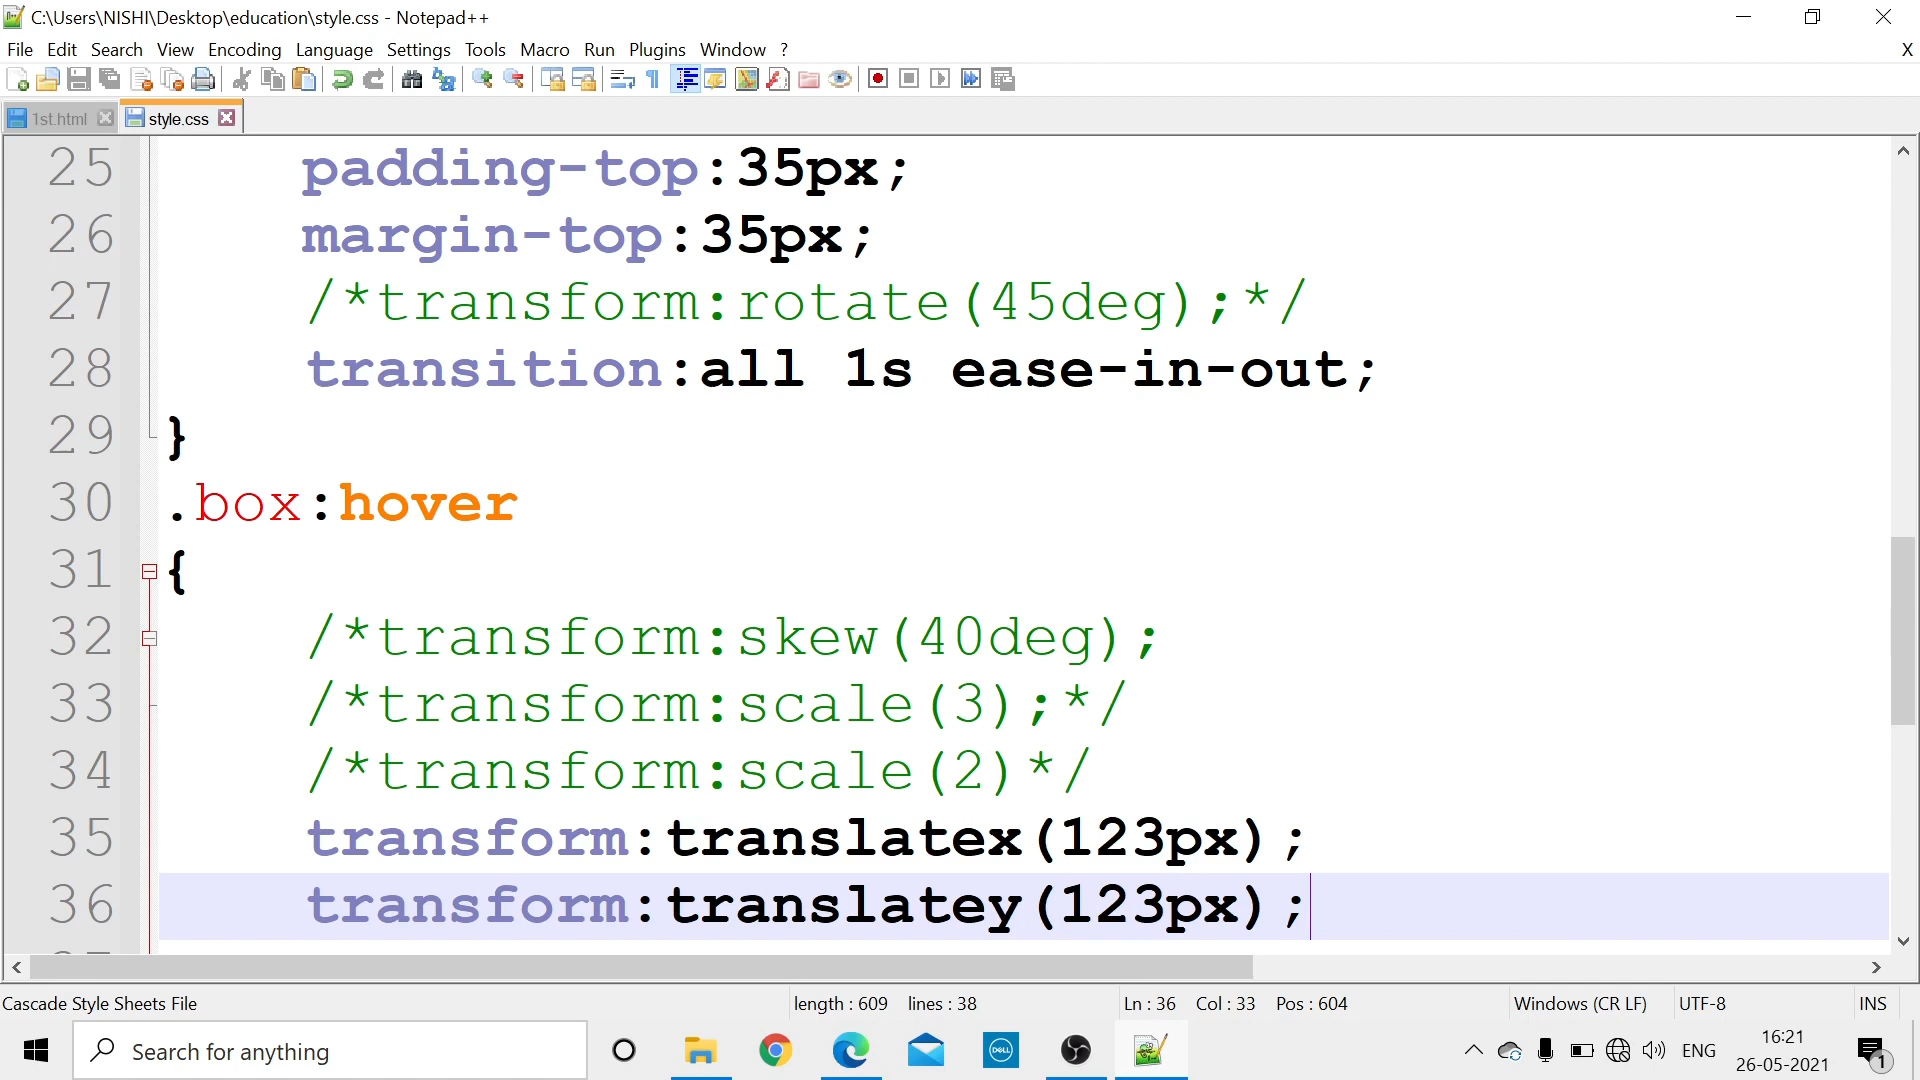 C:\Users\NISHI\Desktop\education\style.css - Notepad++
File Edit Search View Encoding Language Settings Tools Macro Run Plugins Window ? X
1st.html style.css
25 padding-top:35px;
26 margin-top:35px;
27 /*transform:rotate(45deg);*/
28 transition:all 1s ease-in-out;
29 }
30 .box:hover
31 {
32 /*transform:skew(40deg);
33 /*transform:scale(3);*/
34 /*transform:scale(2)*/
35 transform:translatex(123px);
36 transform:translatey(123px);
Cascade Style Sheets File length : 609 lines : 38 Ln : 36 Col : 33 Pos : 604 Windows (CR LF) UTF-8 INS
Search for anything DELL ENG 16:21
26-05-2021 1